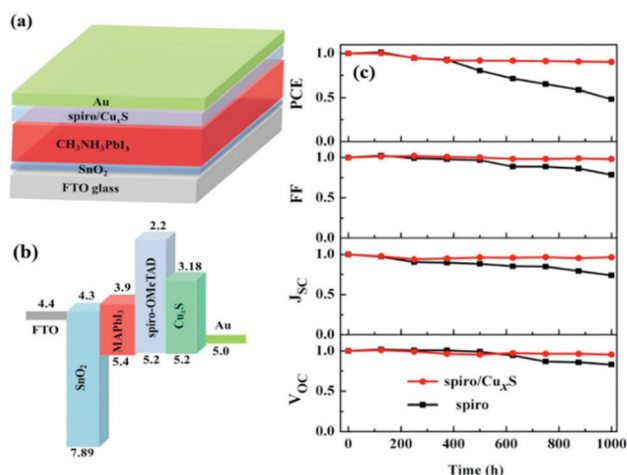 (a)
Au
spiro/CuxS
CH3NH3PbI3
SnO2
FTO glass
(b)
2.2
3.18
3.9
4.3
4.4
FTO
SnO2
MAPbI3
spiro-OMeTAD
CuxS
Au
5.0
5.4
5.2
5.2
7.89
(c)
PCE
1.0
0.5
0.0
FF
1.0
0.5
0.0
JSC
1.0
0.5
0.0
VOC
1.0
0.5
0.0
spiro/CuxS
spiro
0 200 400 600 800 1000
Time (h)